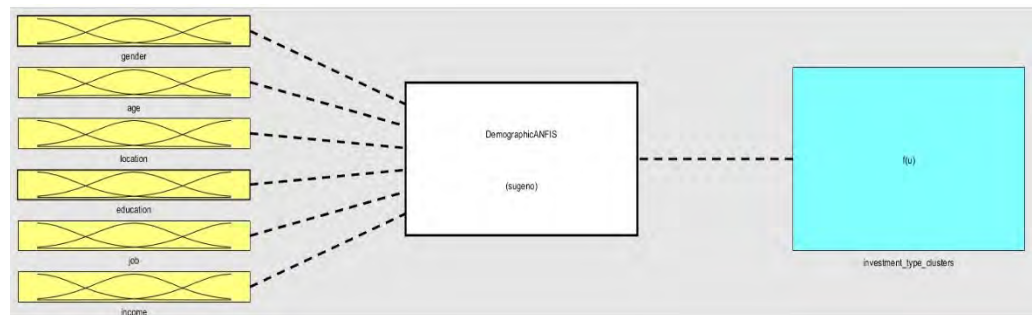 gender
age
location
education
job
income
DemographicANFIS
(sugeno)
f(u)
investment_type_clusters